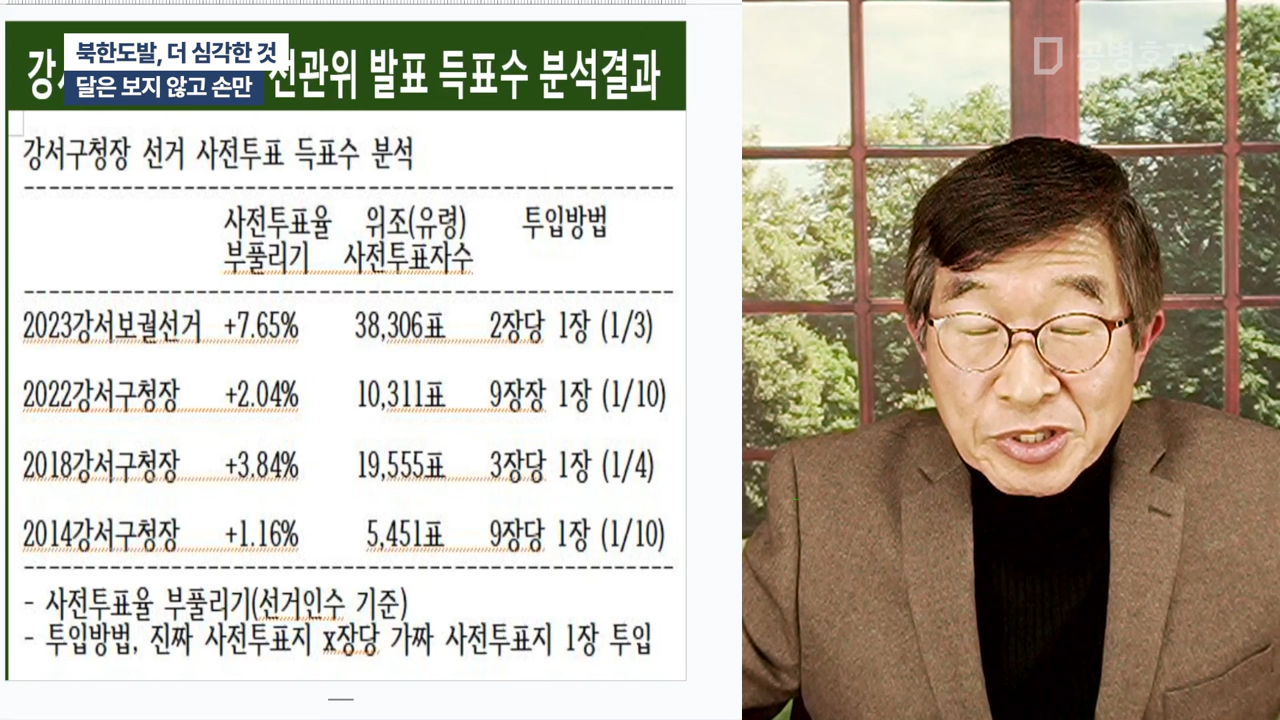 북한도발, 더 심각한 것
달은 보지 않고 손만
선관위 발표 득표수 분석결과
강서구청장 선거 사전투표 득표수 분석
사전투표율 위조(유령) 투입방법
부풀리기 사전투표자수
2023강서보궐선거 +7.65% 38,306표 2장당 1장 (1/3)
2022강서구청장 +2.04% 10,311표 9장장 1장 (1/10)
2018강서구청장 +3.84% 19,555표 3장당 1장 (1/4)
2014강서구청장 +1.16% 5,451표 9장당 1장 (1/10)
- 사전투표율 부풀리기(선거인수 기준)
- 투입방법, 진짜 사전투표지 x장당 가짜 사전투표지 1장 투입